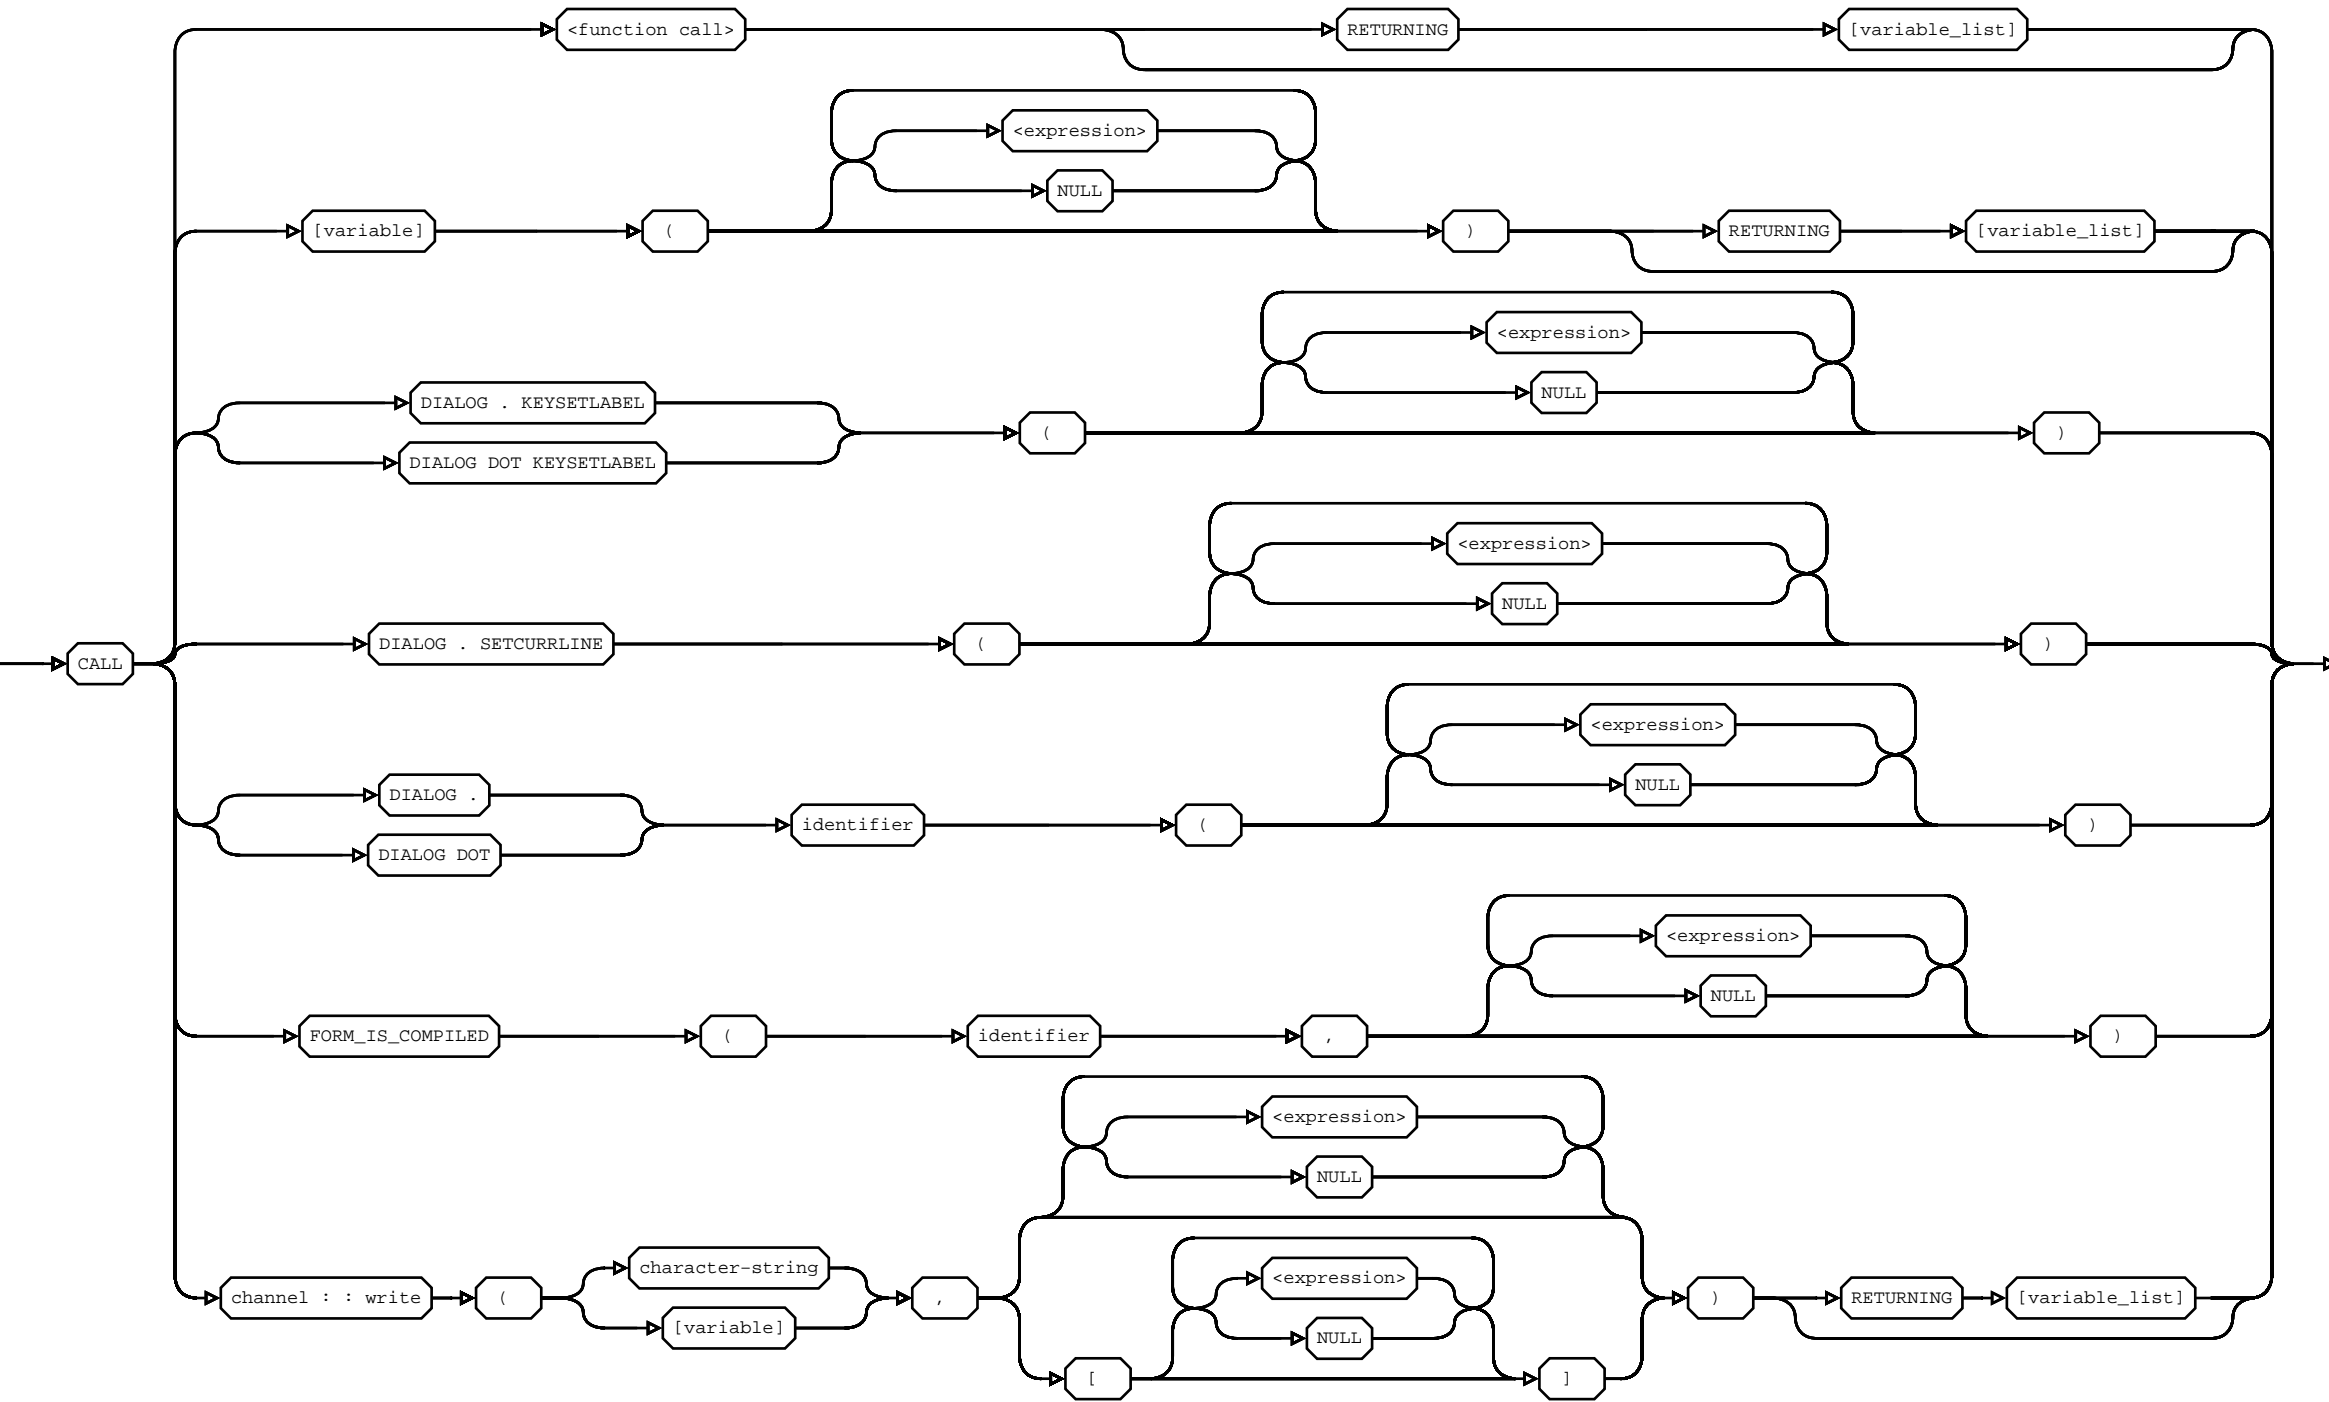 <function call> RETURNING [variable_list]
<expression>
NULL
[variable] ( ) RETURNING [variable_list]
<expression>
NULL
DIALOG . KEYSETLABEL
( )
DIALOG DOT KEYSETLABEL
<expression>
NULL
DIALOG . SETCURRLINE ( )
CALL
<expression>
NULL
DIALOG .
identifier ( )
DIALOG DOT
<expression>
NULL
FORM_IS_COMPILED ( identifier , )
<expression>
NULL
character-string <expression>
channel : : write ( , ) RETURNING [variable_list]
[variable] NULL
[ ]